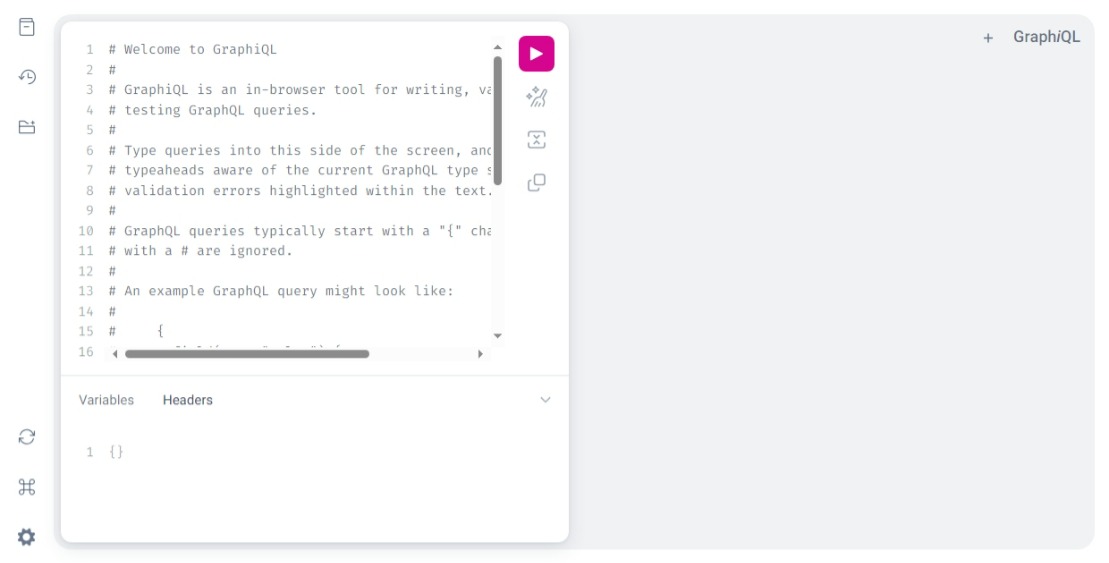 + GraphiQL
1 # Welcome to GraphiQL
2 #
3 # GraphiQL is an in-browser tool for writing, va
4 # testing GraphQL queries.
5 #
6 # Type queries into this side of the screen, and
7 # typeaheads aware of the current GraphQL type s
8 # validation errors highlighted within the text.
9 #
10 # GraphQL queries typically start with a "{" cha
11 # with a # are ignored.
12 #
13 # An example GraphQL query might look like:
14 #
15 #     {
16
Variables Headers
1 {}